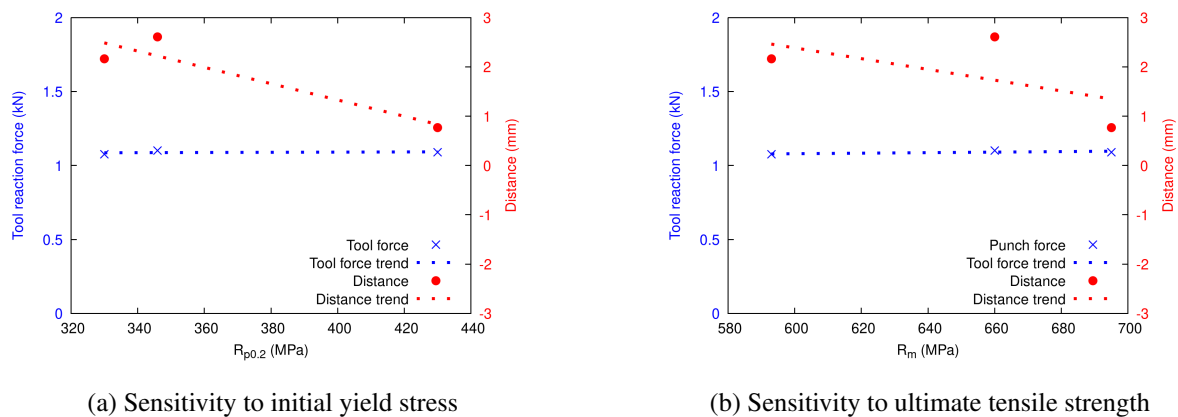 2
1.5
1
0.5
0
Tool reaction force (kN)
3
2
1
0
-1
-2
-3
Distance (mm)
Tool force
Tool force trend
Distance
Distance trend
320 340 360 380 400 420 440
Rp0.2 (MPa)
(a) Sensitivity to initial yield stress
2
1.5
1
0.5
0
Tool reaction force (kN)
3
2
1
0
-1
-2
-3
Distance (mm)
Punch force
Tool force trend
Distance
Distance trend
580 600 620 640 660 680 700
Rm (MPa)
(b) Sensitivity to ultimate tensile strength